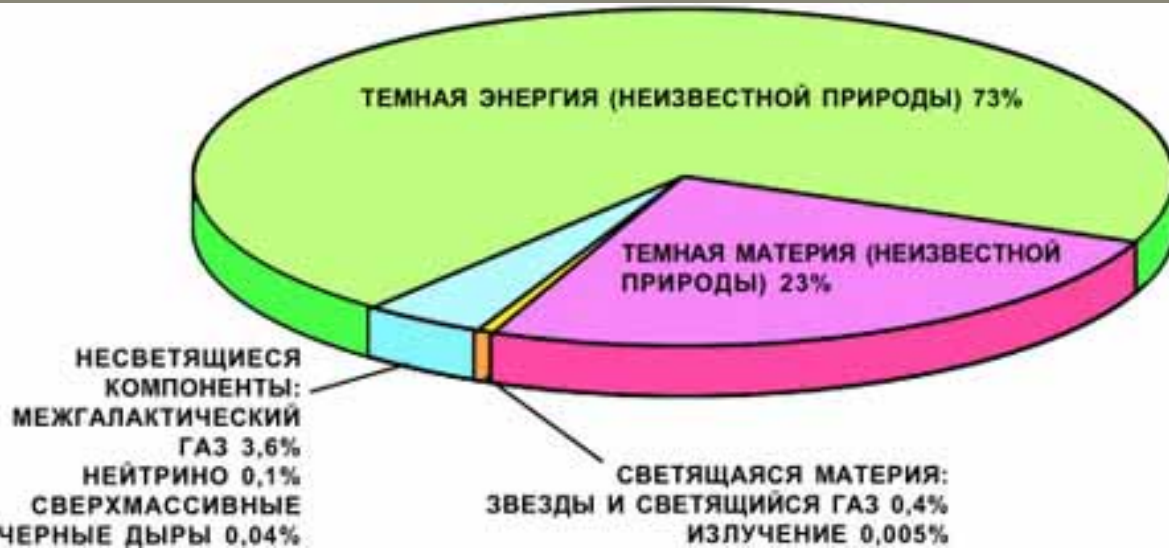 ТЕМНАЯ ЭНЕРГИЯ (НЕИЗВЕСТНОЙ ПРИРОДЫ) 73%
ТЕМНАЯ МАТЕРИЯ (НЕИЗВЕСТНОЙ
ПРИРОДЫ) 23%
НЕСВЕТЯЩИЕСЯ
КОМПОНЕНТЫ:
МЕЖГАЛАКТИЧЕСКИЙ
ГАЗ 3,6%
НЕЙТРИНО 0,1%
СВЕРХМАССИВНЫЕ
ЧЕРНЫЕ ДЫРЫ 0,04%
СВЕТЯЩАЯСЯ МАТЕРИЯ:
ЗВЕЗДЫ И СВЕТЯЩИЙСЯ ГАЗ 0,4%
ИЗЛУЧЕНИЕ 0,005%